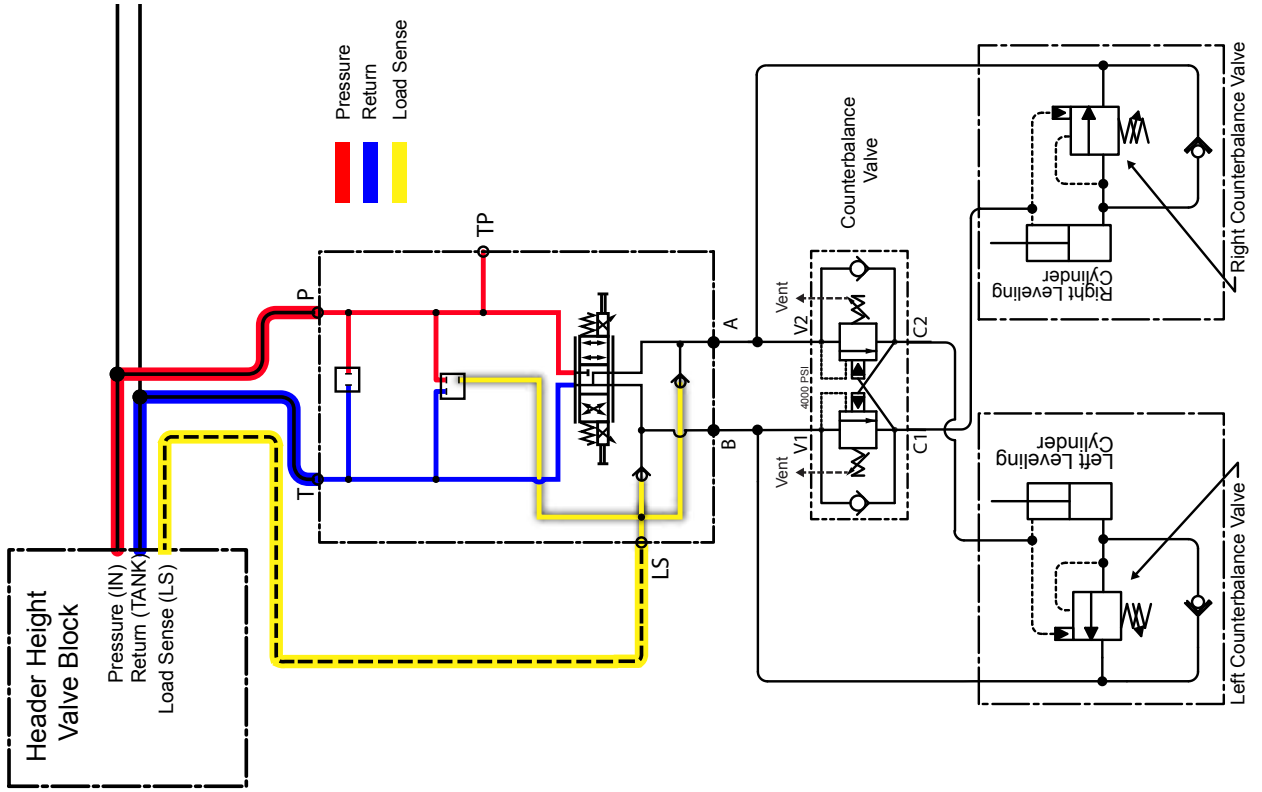 Header Height
Valve Block
Pressure (IN)
Return (TANK)
Load Sense (LS)
Pressure
Return
Load Sense
P
T
TP
LS
A
B
Counterbalance
Valve
Vent
Vent
V2
V1
4000 PSI
C2
C1
Right Leveling
Cylinder
Right Counterbalance Valve
Left Leveling
Cylinder
Left Counterbalance Valve